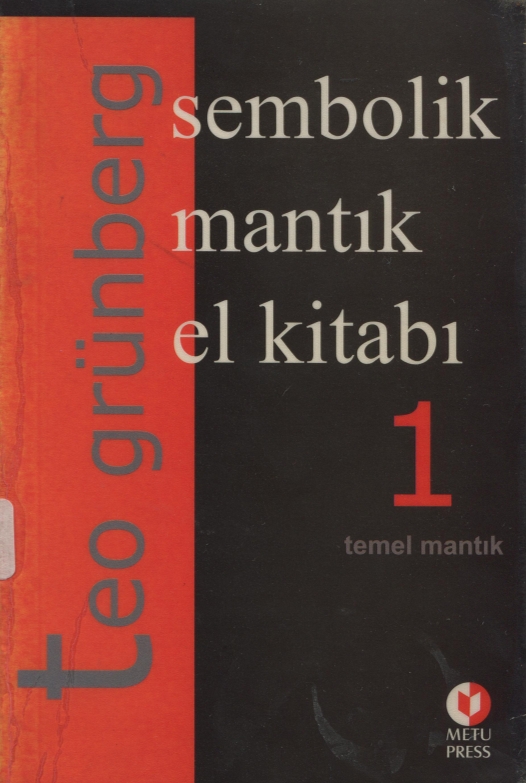 teo grünberg
sembolik
mantık
el kitabı
1
temel mantık
METU
PRESS